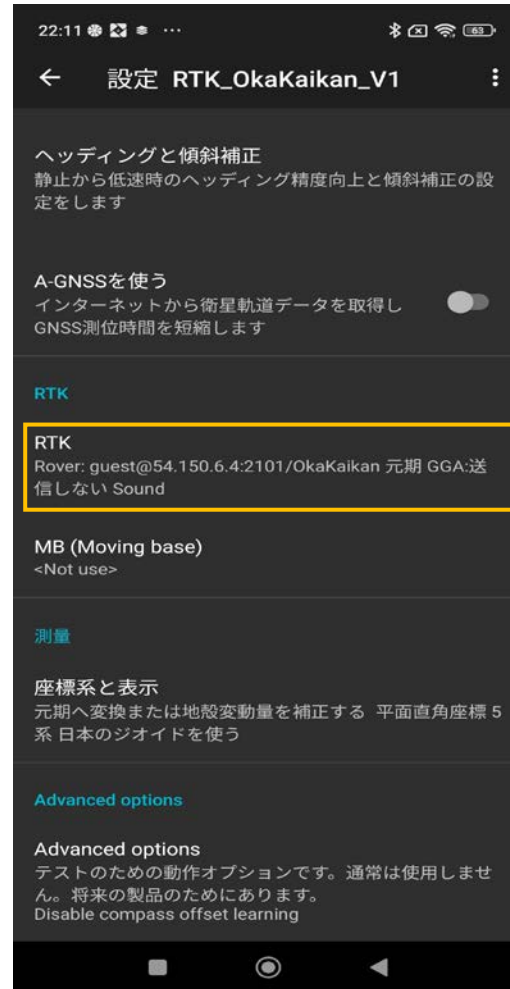 22:11 ...
63
設定 RTK_OkaKaikan_V1
ヘッディングと傾斜補正
静止から低速時のヘッディング精度向上と傾斜補正の設
定をします
A-GNSSを使う
インターネットから衛星軌道データを取得し
GNSS測位時間を短縮します
RTK
RTK
Rover: guest@54.150.6.4:2101/OkaKaikan 元期 GGA:送
信しない Sound
MB (Moving base)
<Not use>
測量
座標系と表示
元期へ変換または地殻変動量を補正する 平面直角座標 5
系 日本のジオイドを使う
Advanced options
Advanced options
テストのための動作オプションです。通常は使用しませ
ん。将来の製品のためにあります。
Disable compass offset learning